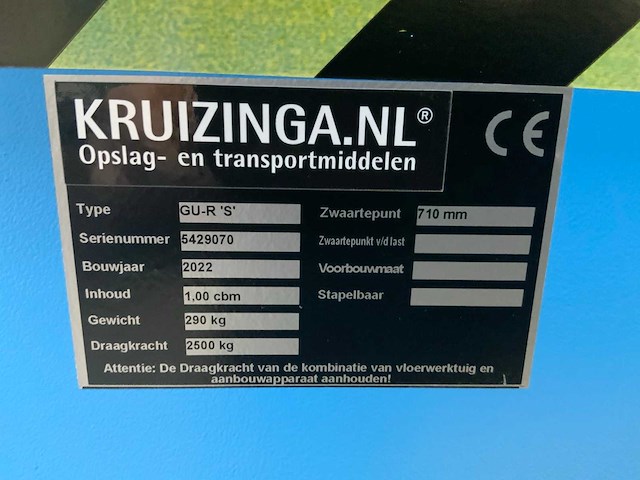 KRUIZINGA.NL®
Opslag- en transportmiddelen
CE
Type GU-R 'S'
Serienummer 5429070
Bouwjaar 2022
Inhoud 1,00 cbm
Gewicht 290 kg
Draagkracht 2500 kg
Zwaartepunt 710 mm
Zwaartepunkt v/d last
Voorbouwmaat
Stapelbaar
Attentie: De Draagkracht van de kombinatie van vloerwerktuig en
aanbouwapparaat aanhouden!